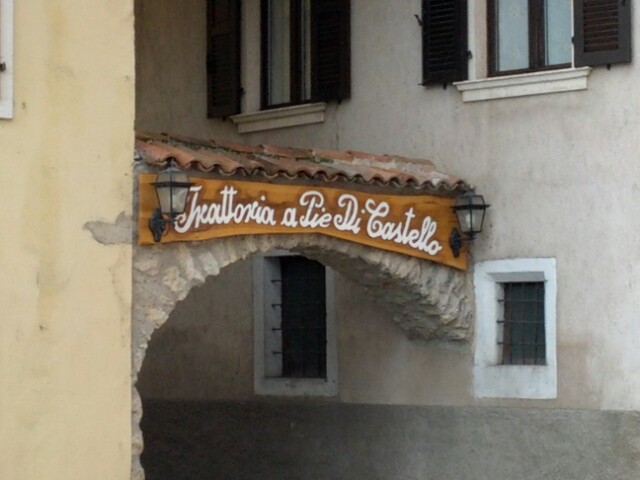 Trattoria a Pie Di Castello